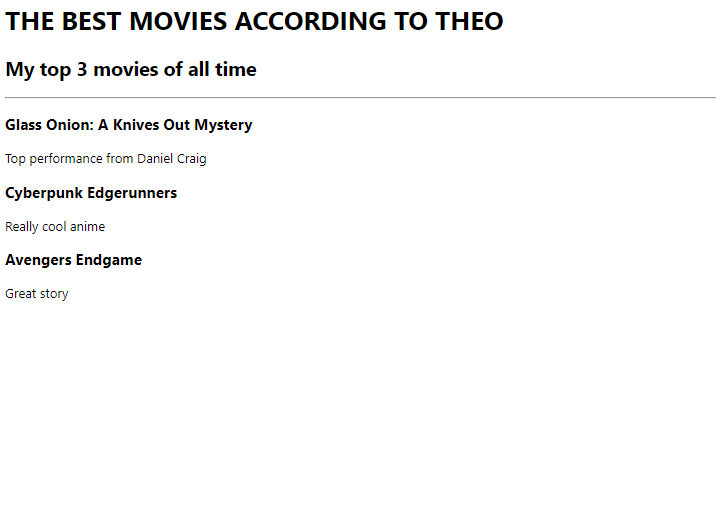 THE BEST MOVIES ACCORDING TO THEO
My top 3 movies of all time
Glass Onion: A Knives Out Mystery
Top performance from Daniel Craig
Cyberpunk Edgerunners
Really cool anime
Avengers Endgame
Great story